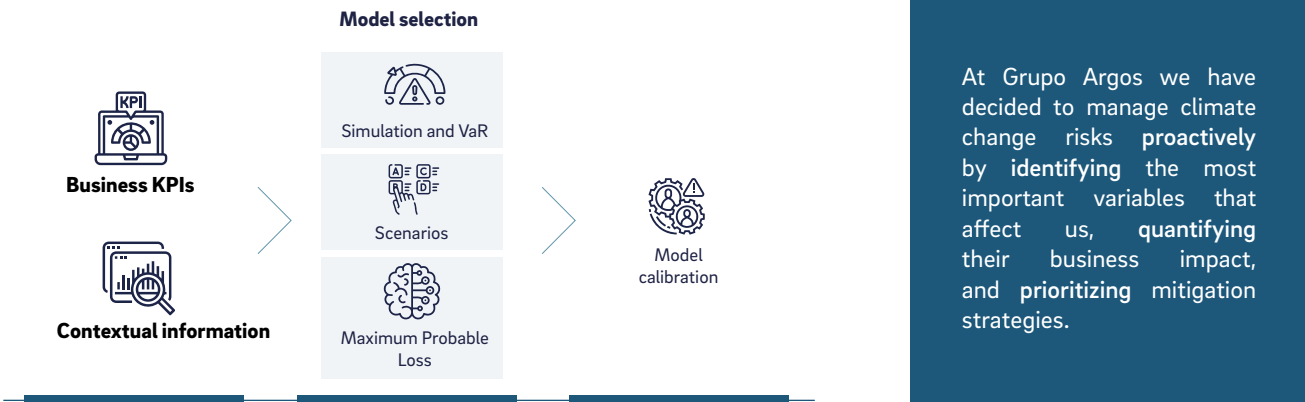 Model selection
KPI
Business KPIs
Contextual information
Simulation and VaR
A C
B D
Scenarios
Maximum Probable
Loss
Model
calibration
At Grupo Argos we have
decided to manage climate
change risks proactively
by identifying the most
important variables that
affect us, quantifying
their business impact,
and prioritizing mitigation
strategies.